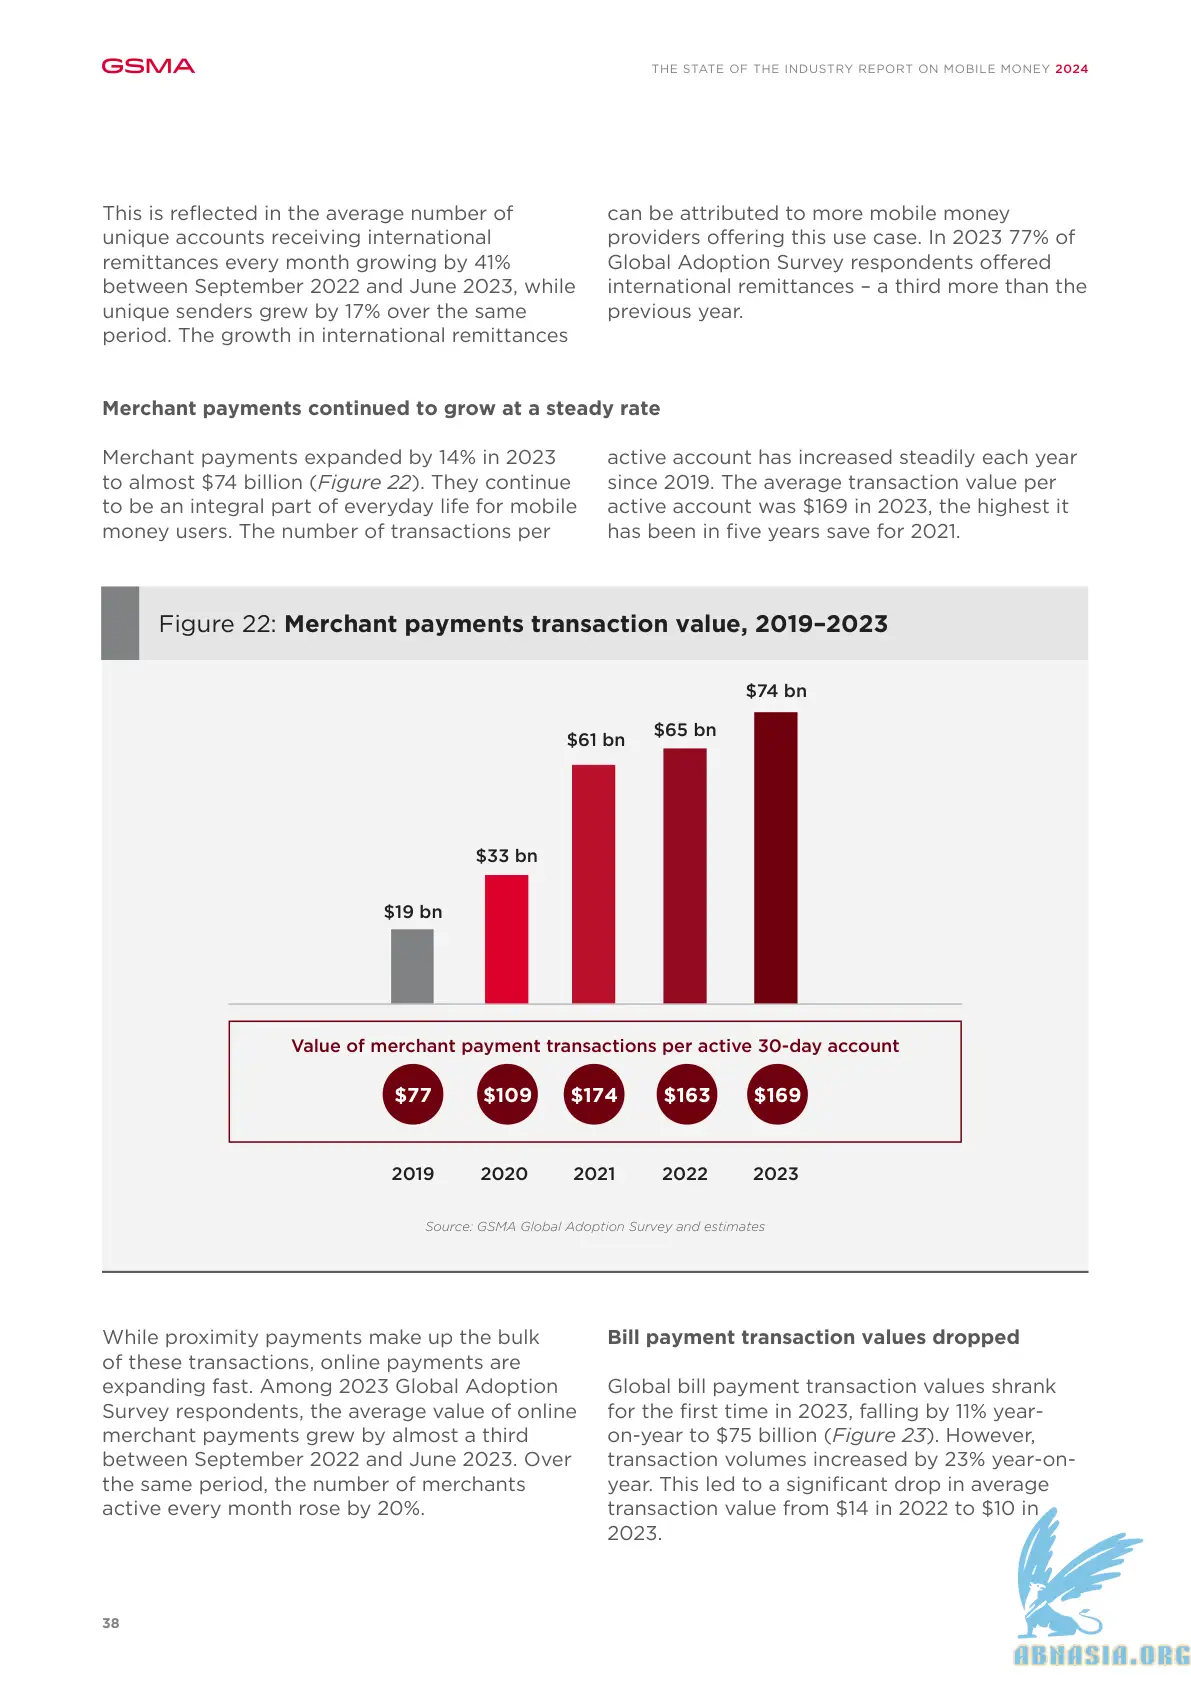 GSMA
THE STATE OF THE INDUSTRY REPORT ON MOBILE MONEY 2024
This is reflected in the average number of
unique accounts receiving international
remittances every month growing by 41%
between September 2022 and June 2023, while
unique senders grew by 17% over the same
period. The growth in international remittances
can be attributed to more mobile money
providers offering this use case. In 2023 77% of
Global Adoption Survey respondents offered
international remittances – a third more than the
previous year.
Merchant payments continued to grow at a steady rate
Merchant payments expanded by 14% in 2023
to almost $74 billion (Figure 22). They continue
to be an integral part of everyday life for mobile
money users. The number of transactions per
active account has increased steadily each year
since 2019. The average transaction value per
active account was $169 in 2023, the highest it
has been in five years save for 2021.
Figure 22: Merchant payments transaction value, 2019–2023
$19 bn
$33 bn
$61 bn
$65 bn
$74 bn
Value of merchant payment transactions per active 30-day account
$77 $109 $174 $163 $169
2019 2020 2021 2022 2023
Source: GSMA Global Adoption Survey and estimates
While proximity payments make up the bulk
of these transactions, online payments are
expanding fast. Among 2023 Global Adoption
Survey respondents, the average value of online
merchant payments grew by almost a third
between September 2022 and June 2023. Over
the same period, the number of merchants
active every month rose by 20%.
Bill payment transaction values dropped
Global bill payment transaction values shrank
for the first time in 2023, falling by 11% year-
on-year to $75 billion (Figure 23). However,
transaction volumes increased by 23% year-on-
year. This led to a significant drop in average
transaction value from $14 in 2022 to $10 in
2023.
38
ABNASIA.ORG